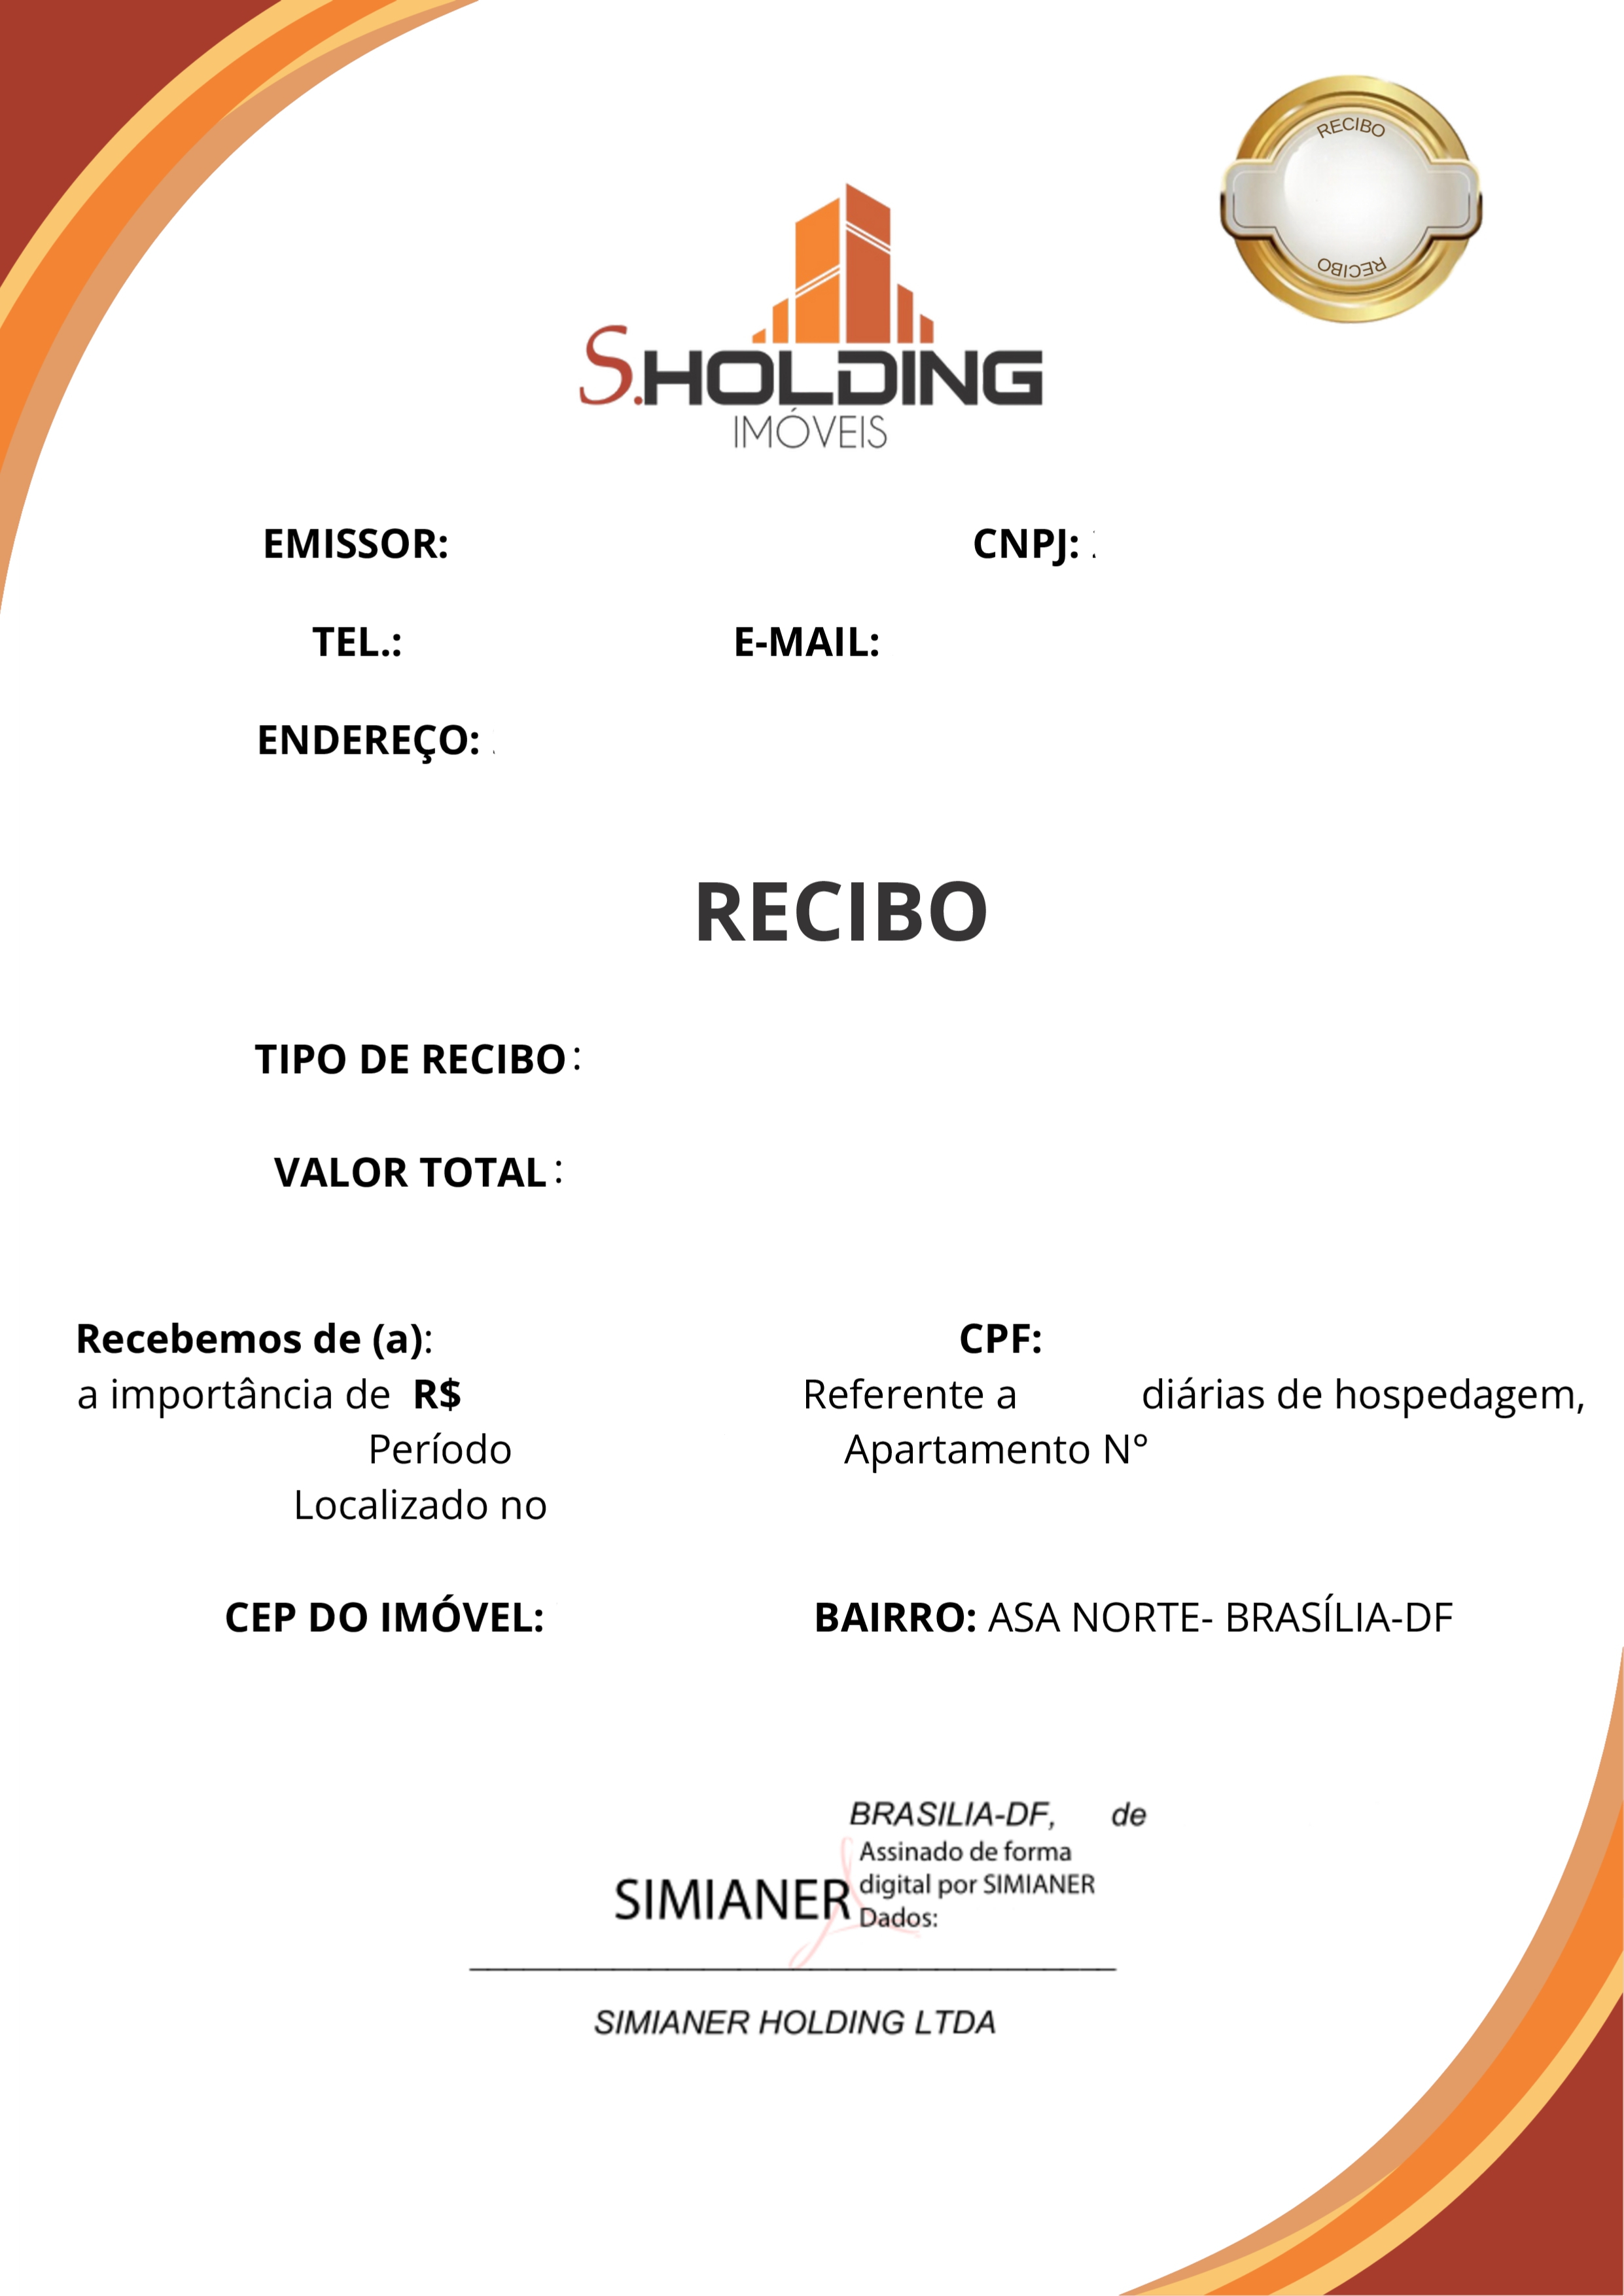 RECIBO
RECIBO
S.HOLDING
IMÓVEIS
EMISSOR: CNPJ:
TEL.: E-MAIL:
ENDEREÇO:
RECIBO
TIPO DE RECIBO:
VALOR TOTAL:
Recebemos de (a): CPF:
a importância de R$ Referente a diárias de hospedagem,
Período Apartamento N°
Localizado no
CEP DO IMÓVEL: BAIRRO: ASA NORTE- BRASÍLIA-DF
BRASILIA-DF, de
SIMIANER
Assinado de forma
digital por SIMIANER
Dados:
SIMIANER HOLDING LTDA